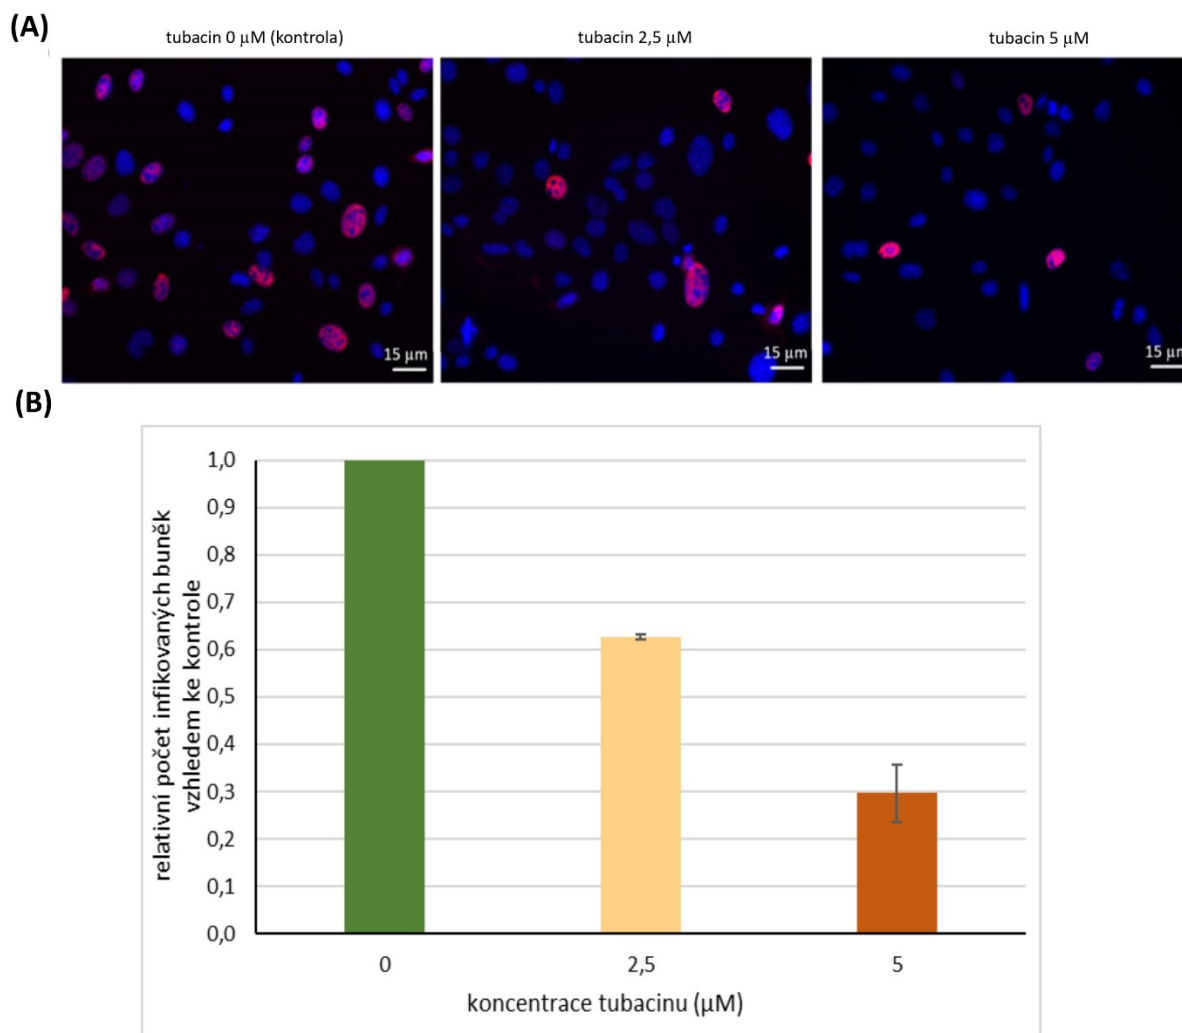 (A)
tubacin 0 µM (kontrola)
tubacin 2,5 µM
tubacin 5 µM
15 µm
15 µm
15 µm
(B)
relativní počet infikovaných buněk
vzhledem ke kontrole
1,0
0,9
0,8
0,7
0,6
0,5
0,4
0,3
0,2
0,1
0,0
0
2,5
5
koncentrace tubacinu (µM)